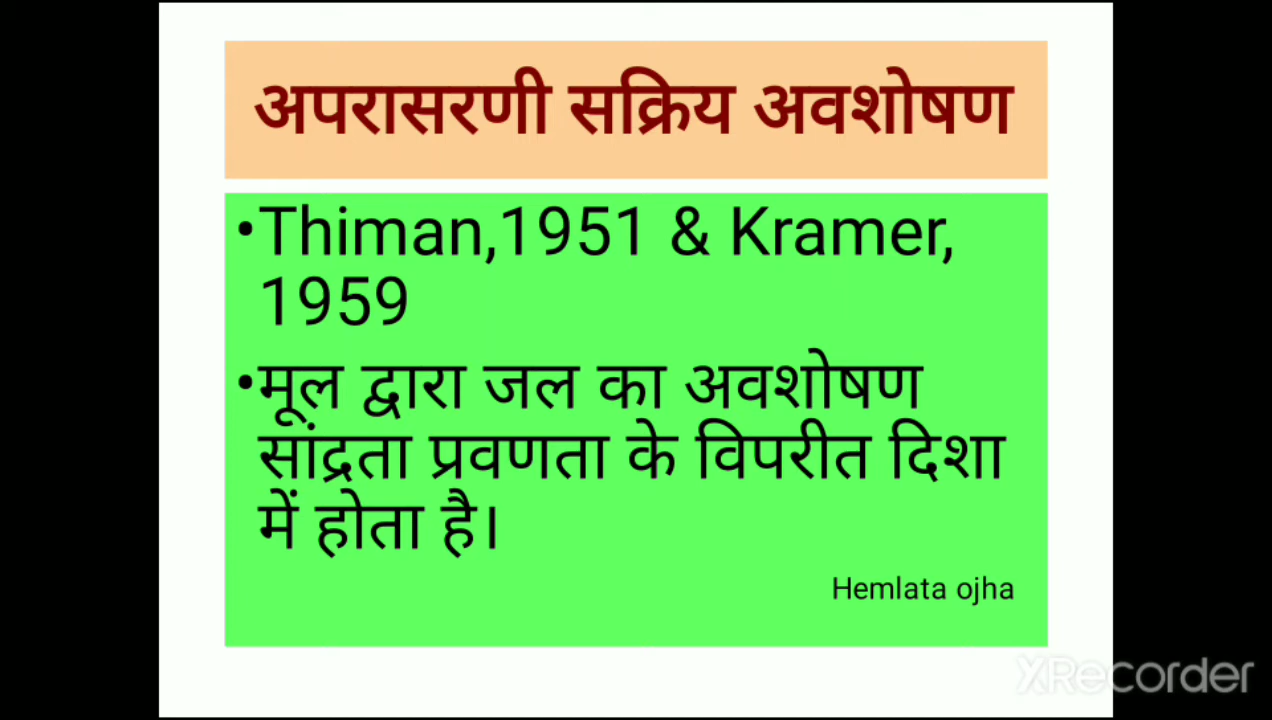 अपरासरणी सक्रिय अवशोषण
•Thiman,1951 & Kramer,
1959
•मूल द्वारा जल का अवशोषण
सांद्रता प्रवणता के विपरीत दिशा
में होता है।
Hemlata ojha
XRecorder